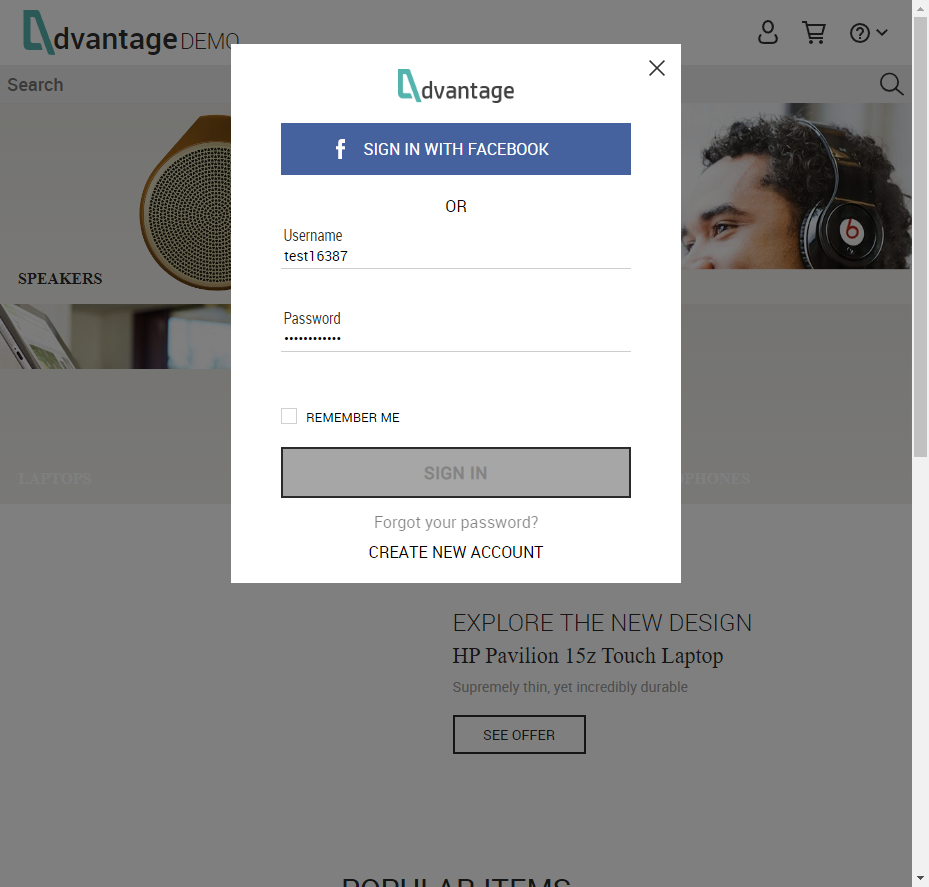 dvantage DEMO
Search
dvantage
SIGN IN WITH FACEBOOK
OR
Username
test16387
SPEAKERS
Password
••••••••••••
REMEMBER ME
SIGN IN
LAPTOPS
PHONES
Forgot your password?
CREATE NEW ACCOUNT
EXPLORE THE NEW DESIGN
HP Pavilion 15z Touch Laptop
Supremely thin, yet incredibly durable
SEE OFFER
POPULAR ITEMS